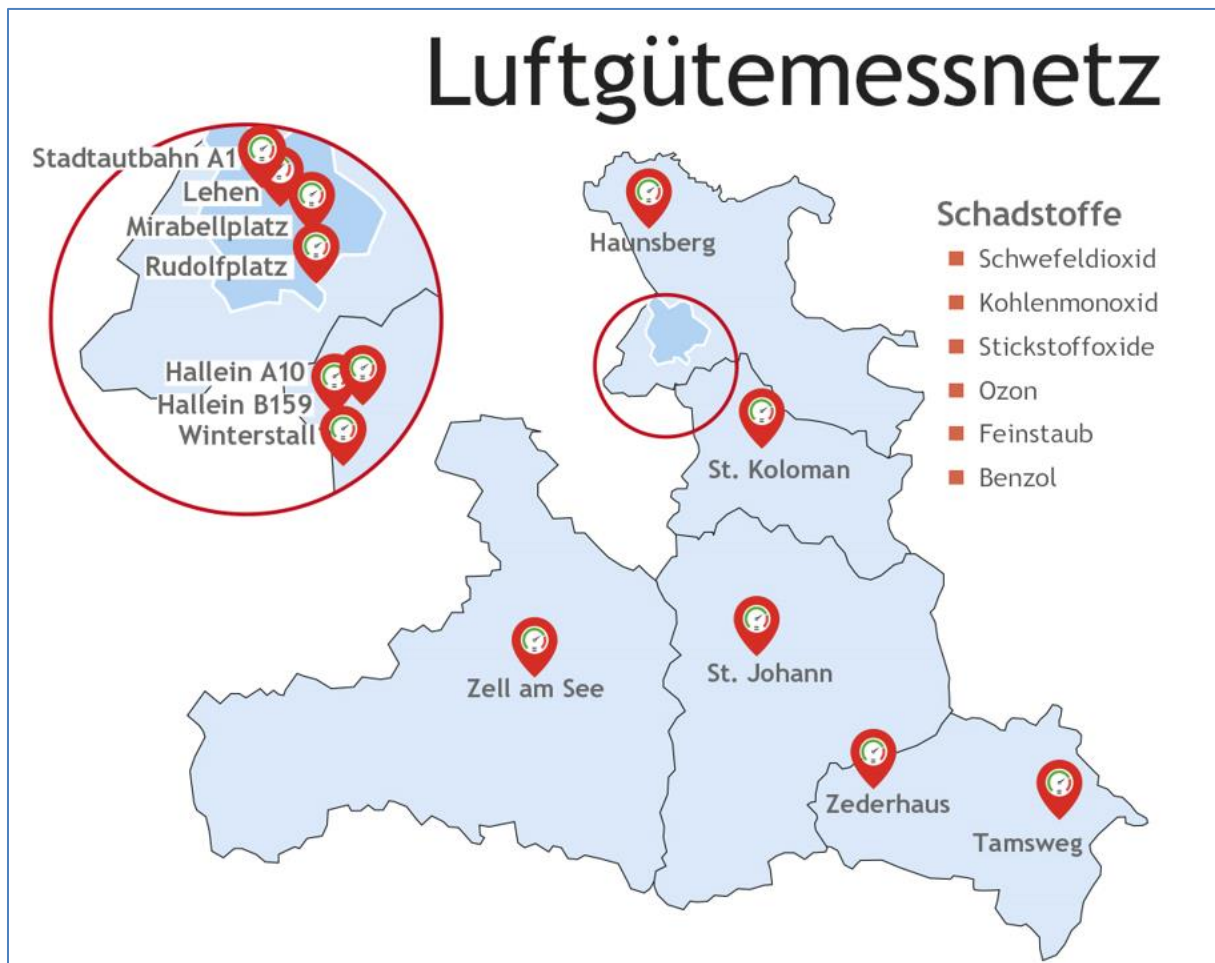 Luftgütemessnetz
Stadtautbahn A1
Lehen
Mirabellplatz
Rudolfplatz
Hallein A10
Hallein B159
Winterstall
Haunsberg
Schadstoffe
Schwefeldioxid
Kohlenmonoxid
Stickstoffoxide
Ozon
Feinstaub
Benzol
St. Koloman
Zell am See
St. Johann
Zederhaus
Tamsweg